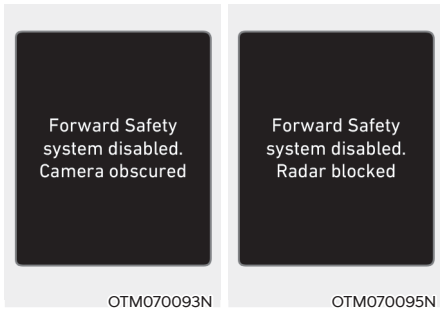 Forward Safety
system disabled.
Camera obscured
OTM070093N
Forward Safety
system disabled.
Radar blocked
OTM070095N